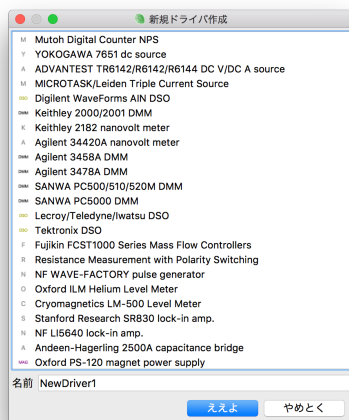 新規ドライバ作成
M Mutoh Digital Counter NPS
Y YOKOGAWA 7651 dc source
A ADVANTEST TR6142/R6142/R6144 DC V/DC A source
M MICROTASK/Leiden Triple Current Source
DSO Digilent WaveForms AIN DSO
DMM Keithley 2000/2001 DMM
K Keithley 2182 nanovolt meter
A Agilent 34420A nanovolt meter
DMM Agilent 3458A DMM
DMM Agilent 3478A DMM
DMM SANWA PC500/510/520M DMM
DMM SANWA PC5000 DMM
DSO Lecroy/Teledyne/Iwatsu DSO
DSO Tektronix DSO
F Fujikin FCST1000 Series Mass Flow Controllers
R Resistance Measurement with Polarity Switching
N NF WAVE-FACTORY pulse generator
O Oxford ILM Helium Level Meter
C Cryomagnetics LM-500 Level Meter
S Stanford Research SR830 lock-in amp.
N NF LI5640 lock-in amp.
A Andeen-Hagerling 2500A capacitance bridge
MAG Oxford PS-120 magnet power supply
名前 NewDriver1
ええよ やめとく